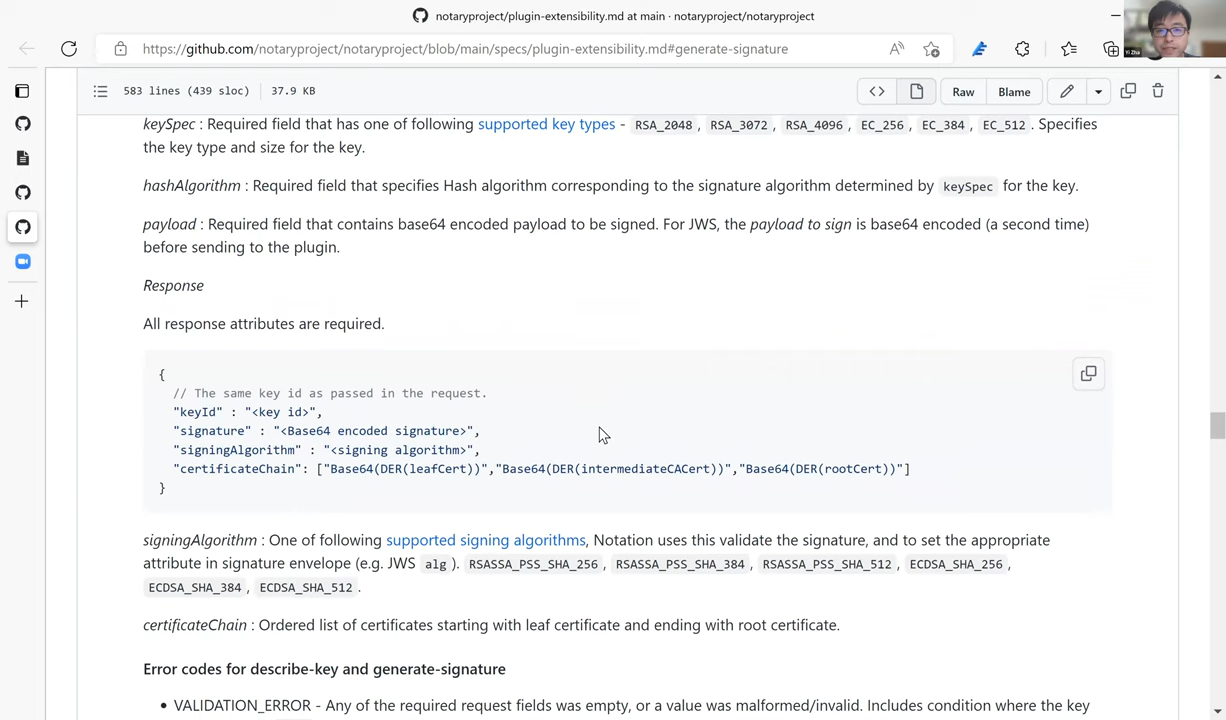 notaryproject/plugin-extensibility.md at main · notaryproject/notaryproject
https://github.com/notaryproject/notaryproject/blob/main/specs/plugin-extensibility.md#generate-signature
Yi Zha
583 lines (439 sloc) 37.9 KB
Raw Blame
keySpec : Required field that has one of following supported key types - RSA_2048 , RSA_3072 , RSA_4096 , EC_256 , EC_384 , EC_512 . Specifies
the key type and size for the key.
hashAlgorithm : Required field that specifies Hash algorithm corresponding to the signature algorithm determined by keySpec for the key.
payload : Required field that contains base64 encoded payload to be signed. For JWS, the payload to sign is base64 encoded (a second time)
before sending to the plugin.
Response
All response attributes are required.
{
// The same key id as passed in the request.
"keyId" : "<key id>",
"signature" : "<Base64 encoded signature>",
"signingAlgorithm" : "<signing algorithm>",
"certificateChain": ["Base64(DER(leafCert))","Base64(DER(intermediateCACert))","Base64(DER(rootCert))"]
}
signingAlgorithm : One of following supported signing algorithms, Notation uses this validate the signature, and to set the appropriate
attribute in signature envelope (e.g. JWS alg ). RSASSA_PSS_SHA_256 , RSASSA_PSS_SHA_384 , RSASSA_PSS_SHA_512 , ECDSA_SHA_256 ,
ECDSA_SHA_384 , ECDSA_SHA_512 .
certificateChain : Ordered list of certificates starting with leaf certificate and ending with root certificate.
Error codes for describe-key and generate-signature
• VALIDATION_ERROR - Any of the required request fields was empty, or a value was malformed/invalid. Includes condition where the key